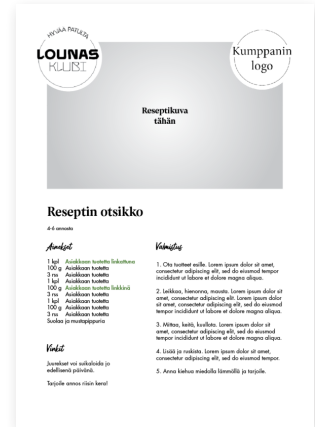 HYVÄÄ PATULTA
LOUNAS
KLUBI
Kumppanin
logo
Reseptikuva
tähän
Reseptin otsikko
4-6 annosta
Ainekset
1 kpl Asiakkaan tuotetta linkattuna
100 g Asiakkaan tuotetta
3 ns Asiakkaan tuotetta
1 kpl Asiakkaan tuotetta
100 g Asiakkaan tuotetta linkkinä
3 ns Asiakkaan tuotetta
1 kpl Asiakkaan tuotetta
100 g Asiakkaan tuotetta
3 ns Asiakkaan tuotetta
Suolaa ja mustapippuria
Vinkit
Juurekset voi suikaloida jo
edellisenä päivänä.
Tarjoile annos riisin kera!
Valmistus
1. Ota tuotteet esille. Lorem ipsum dolor sit amet,
consectetur adipiscing elit, sed do eiusmod tempor
incididunt ut labore et dolore magna aliqua.
2. Leikkaa, hienonna, mausta. Lorem ipsum dolor sit
amet, consectetur adipiscing elit. Lorem ipsum dolor
sit amet, consectetur adipiscing elit, sed do eiusmod
tempor incididunt ut labore et dolore magna aliqua.
3. Mittaa, keitä, kuullota. Lorem ipsum dolor sit
amet, consectetur adipiscing elit, sed do eiusmod
tempor incididunt ut labore et dolore magna aliqua.
4. Lisää ja ruskista. Lorem ipsum dolor sit amet,
consectetur adipiscing elit, sed do eiusmod tempor.
5. Anna kiehua miedolla lämmöllä ja tarjoile.